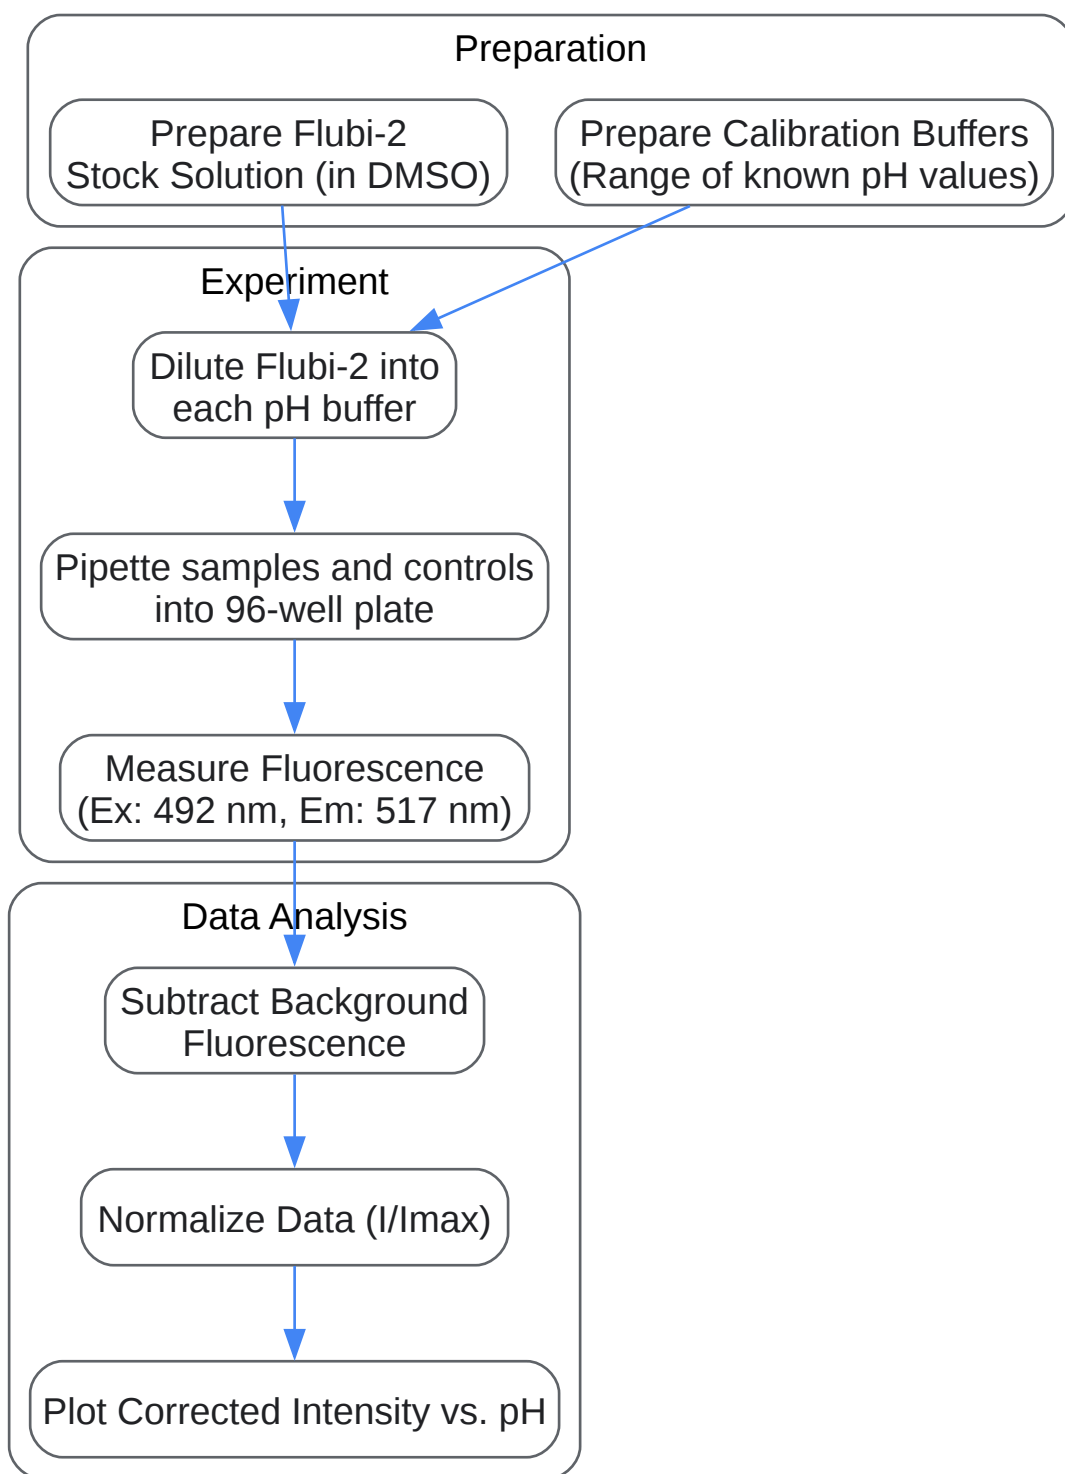 Preparation
Prepare Flubi-2
Stock Solution (in DMSO)
Prepare Calibration Buffers
(Range of known pH values)
Experiment
Dilute Flubi-2 into
each pH buffer
Pipette samples and controls
into 96-well plate
Measure Fluorescence
(Ex: 492 nm, Em: 517 nm)
Data Analysis
Subtract Background
Fluorescence
Normalize Data (I/Imax)
Plot Corrected Intensity vs. pH